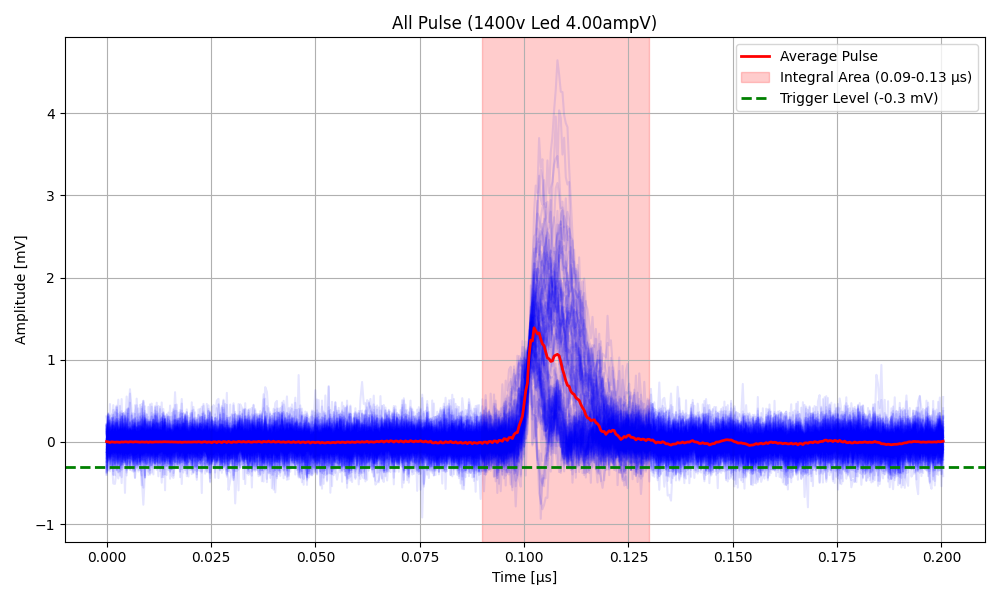 All Pulse (1400v Led 4.00ampV)
Average Pulse
Integral Area (0.09-0.13 µs)
Trigger Level (-0.3 mV)
Amplitude [mV]
4
3
2
1
0
−1
0.000 0.025 0.050 0.075 0.100 0.125 0.150 0.175 0.200
Time [µs]